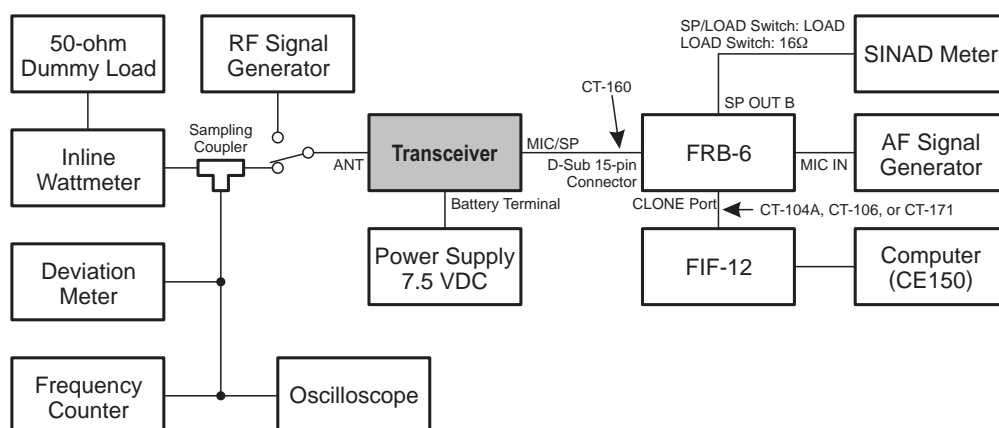 50-ohm
Dummy Load
RF Signal
Generator
SP/LOAD Switch: LOAD
LOAD Switch: 16Ω
SINAD Meter
CT-160
SP OUT B
Sampling
Coupler
Inline
Wattmeter
ANT
Transceiver
MIC/SP
D-Sub 15-pin
Connector
FRB-6
MIC IN
AF Signal
Generator
Battery Terminal
CLONE Port
CT-104A, CT-106, or CT-171
Deviation
Meter
Power Supply
7.5 VDC
FIF-12
Computer
(CE150)
Frequency
Counter
Oscilloscope